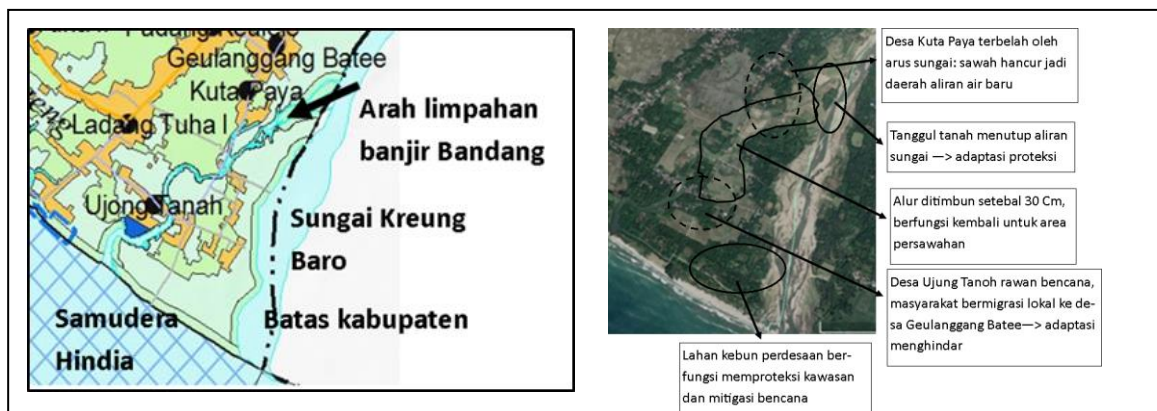 Geulanggang Batee
Kuta Paya
Ladang Tuha I
Ujong Tanah
Arah limpahan
banjir Bandang
Sungai Kreung
Baro
Batas kabupaten
Samudera
Hindia
Desa Kuta Paya terbelah oleh
arus sungai: sawah hancur jadi
daerah aliran air baru
Tanggul tanah menutup aliran
sungai —> adaptasi proteksi
Alur ditimbun setebal 30 Cm,
berfungsi kembali untuk area
persawahan
Desa Ujung Tanoh rawan bencana,
masyarakat bermigrasi lokal ke de-
sa Geulanggang Batee—> adaptasi
menghindar
Lahan kebun perdesaan ber-
fungsi memproteksi kawasan
dan mitigasi bencana